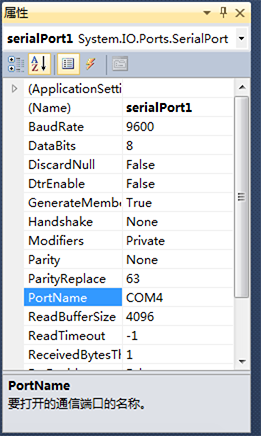 属性
serialPort1 System.IO.Ports.SerialPort
(ApplicationSetti
(Name) serialPort1
BaudRate 9600
DataBits 8
DiscardNull False
DtrEnable False
GenerateMembe True
Handshake None
Modifiers Private
Parity None
ParityReplace 63
PortName COM4
ReadBufferSize 4096
ReadTimeout -1
ReceivedBytesTh 1
PortName
要打开的通信端口的名称。